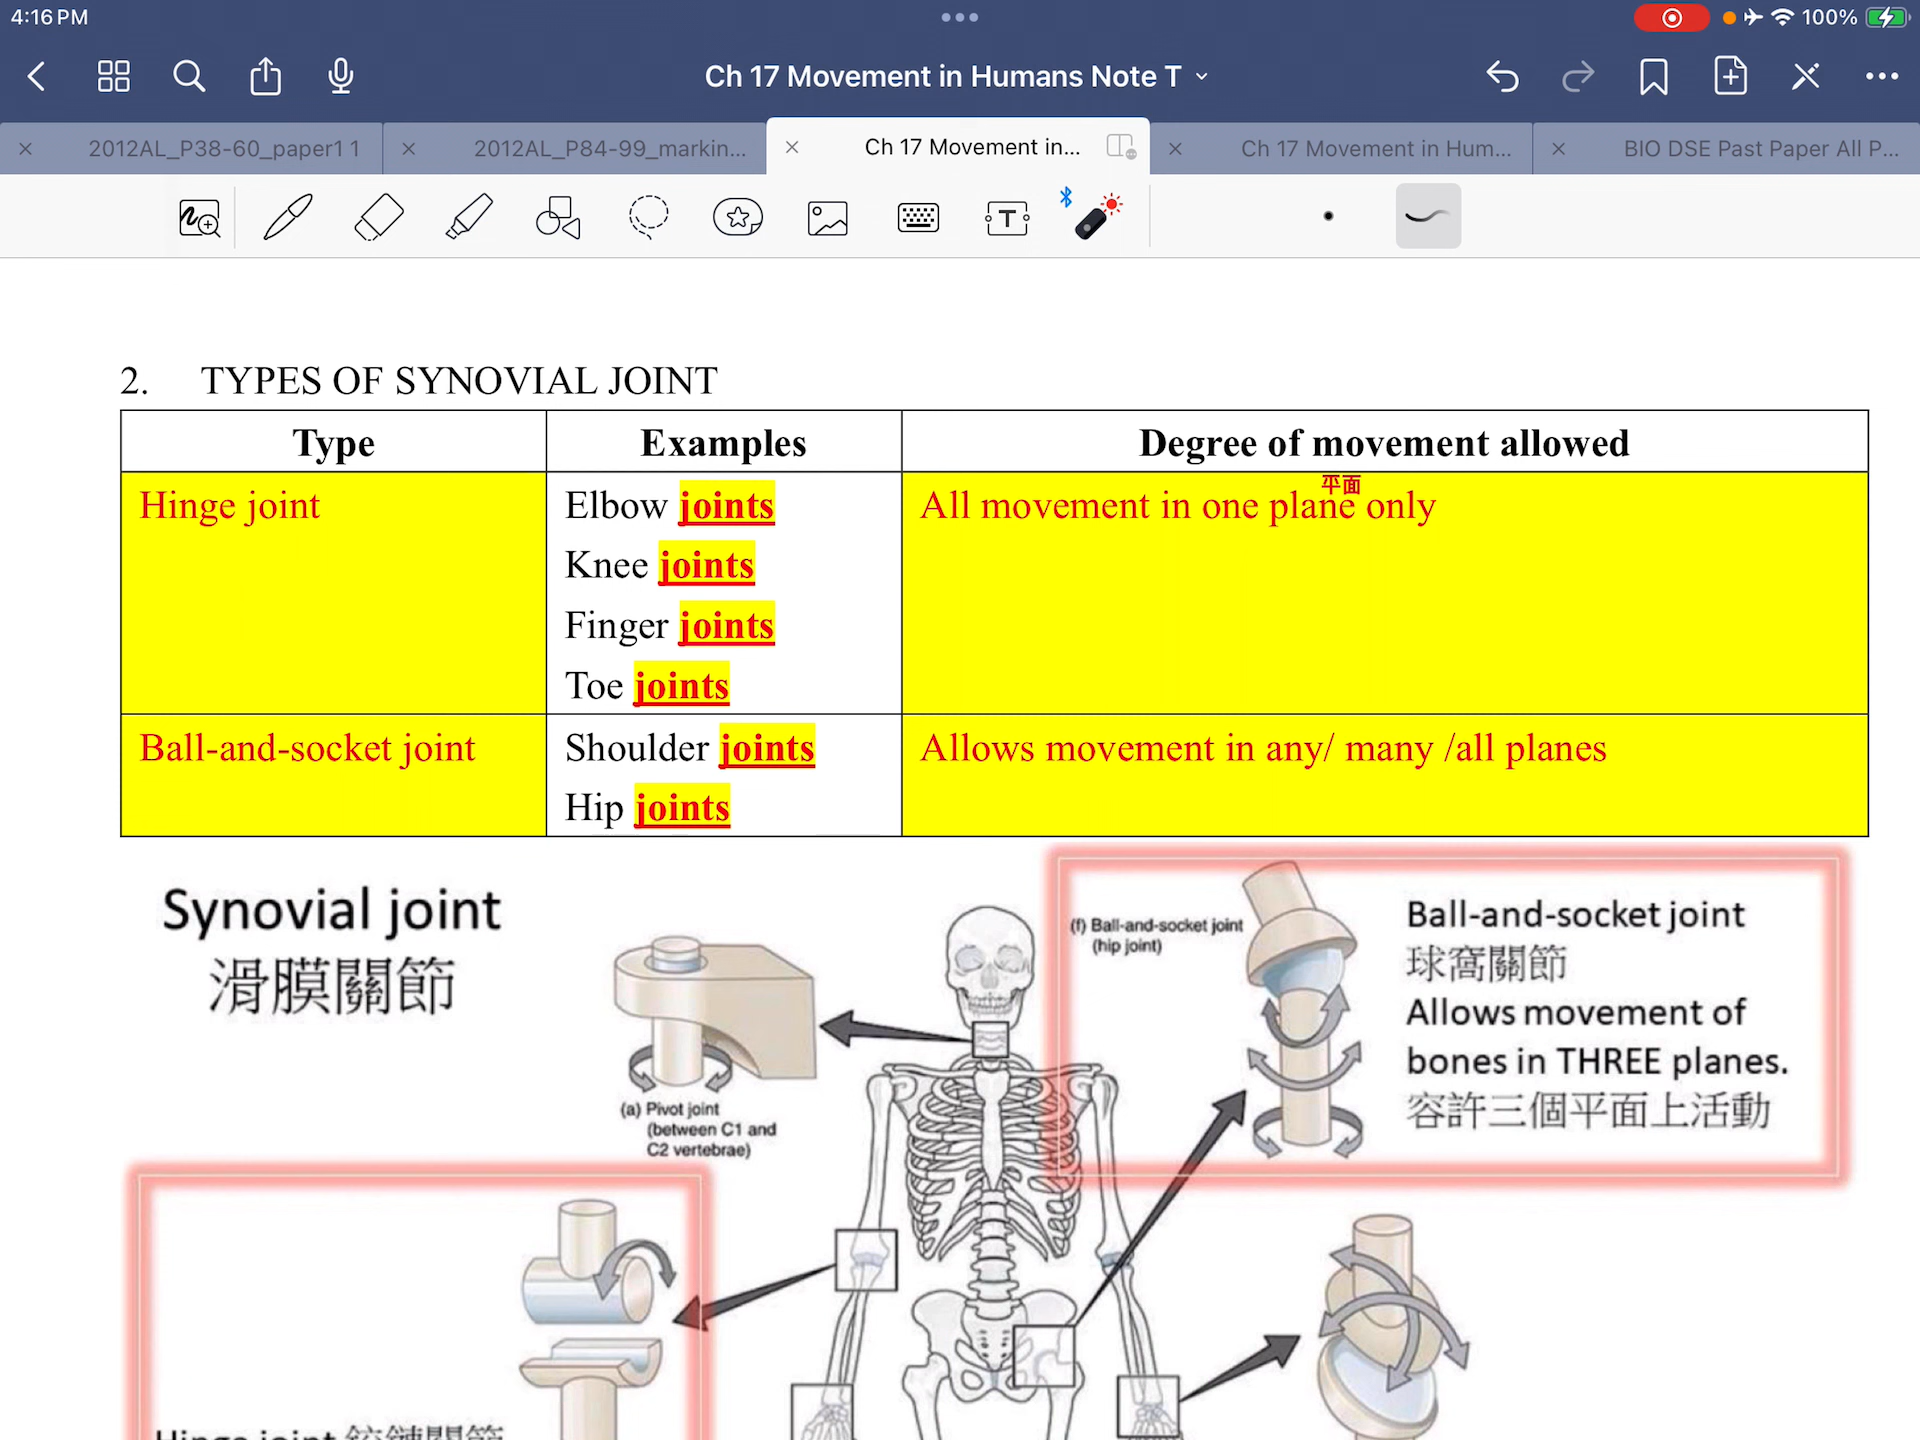 4:16 PM
100%
Ch 17 Movement in Humans Note T
2012AL_P38-60_paper1 1
2012AL_P84-99_markin...
Ch 17 Movement in...
Ch 17 Movement in Hum...
BIO DSE Past Paper All P...
2. TYPES OF SYNOVIAL JOINT
Type Examples Degree of movement allowed
平面
Hinge joint Elbow joints All movement in one plane only
Knee joints
Finger joints
Toe joints
Ball-and-socket joint Shoulder joints Allows movement in any/ many /all planes
Hip joints
Synovial joint
滑膜關節
(f) Ball-and-socket joint
(hip joint)
Ball-and-socket joint
球窩關節
Allows movement of
bones in THREE planes.
容許三個平面上活動
(a) Pivot joint
(between C1 and
C2 vertebrae)
Hinge joint 鉸鏈關節